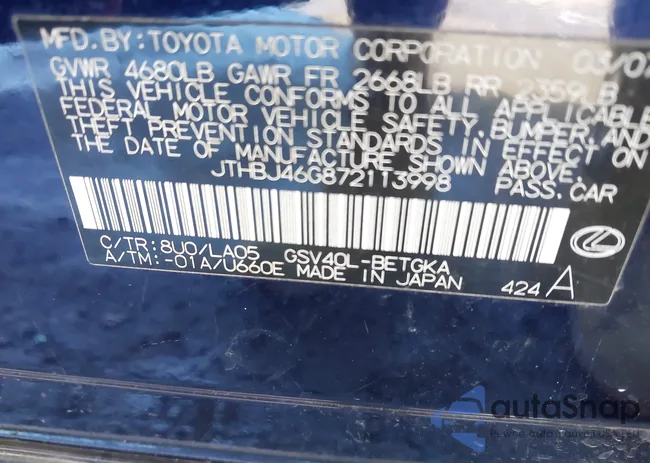 MFD. BY: TOYOTA MOTOR CORPORATION 03/07
GVWR 4680LB GAWR FR 2668LB RR 2359LB
THIS VEHICLE CONFORMS TO ALL APPLICABLE
FEDERAL MOTOR VEHICLE SAFETY, BUMPER, AND
THEFT PREVENTION STANDARDS IN EFFECT ON
THE DATE OF MANUFACTURE SHOWN ABOVE.
JTHBJ46G872113998 PASS. CAR
C/TR: 8U0/LA05 GSV40L-BETGKA
A/TM: -01A/U660E MADE IN JAPAN 424 A
autoSnap